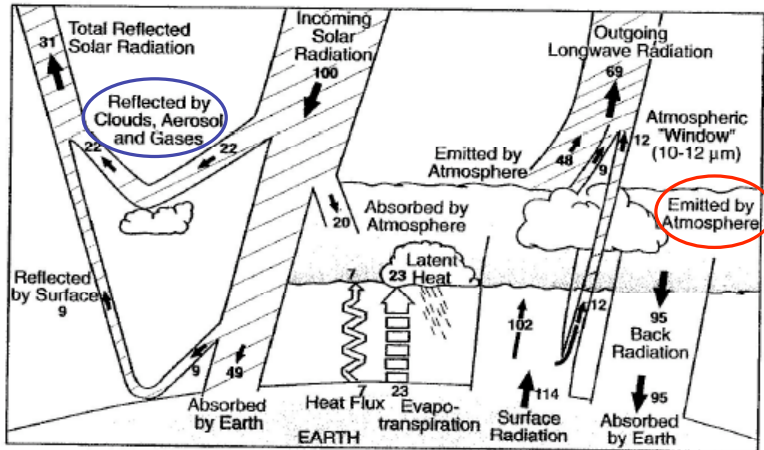 Total Reflected
Solar Radiation
31
Reflected by
Clouds, Aerosol
and Gases
22
22
Incoming
Solar
Radiation
100
Outgoing
Longwave Radiation
69
Emitted by
Atmosphere
48
9
12
Atmospheric
"Window"
(10-12 µm)
20
Absorbed by
Atmosphere
Emitted by
Atmosphere
Reflected
by Surface
9
9
49
Absorbed
by Earth
Latent
Heat
7
23
7
23
Heat Flux
Evapo-
transpiration
EARTH
102
12
114
Surface
Radiation
95
Back
Radiation
95
Absorbed
by Earth